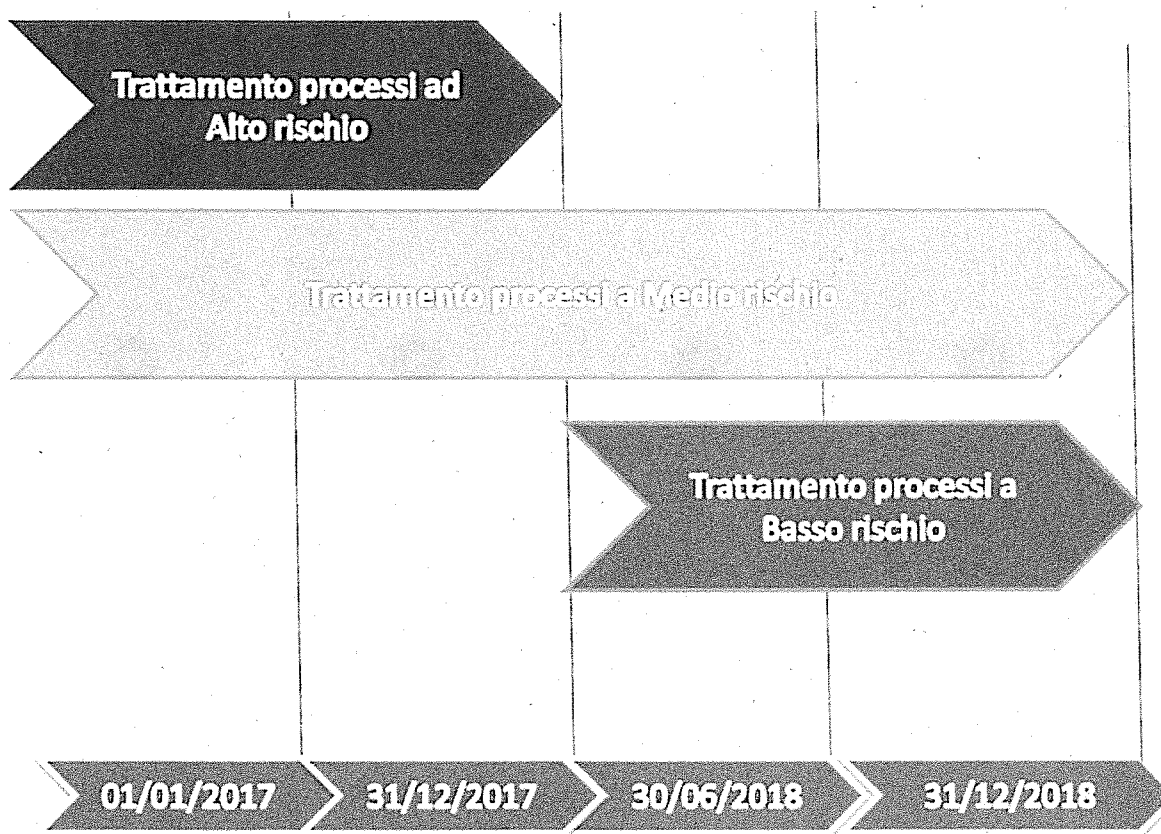 Trattamento processi ad
Alto rischio
Trattamento processi a Medio rischio
Trattamento processi a
Basso rischio
01/01/2017
31/12/2017
30/06/2018
31/12/2018